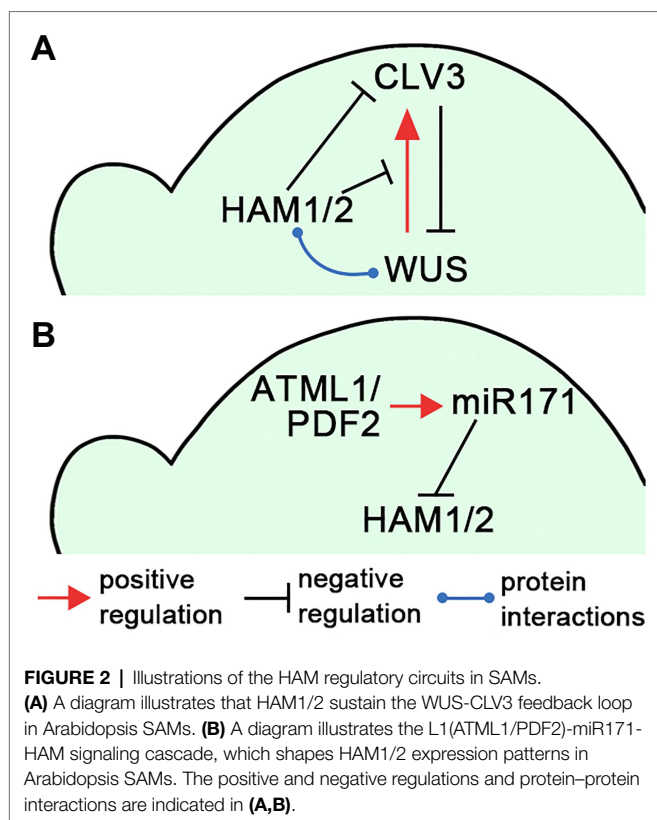 A
CLV3
HAM1/2
WUS
B
ATML1/
PDF2
miR171
HAM1/2
positive
regulation
negative
regulation
protein
interactions
FIGURE 2 | Illustrations of the HAM regulatory circuits in SAMs.
(A) A diagram illustrates that HAM1/2 sustain the WUS-CLV3 feedback loop
in Arabidopsis SAMs. (B) A diagram illustrates the L1(ATML1/PDF2)-miR171-
HAM signaling cascade, which shapes HAM1/2 expression patterns in
Arabidopsis SAMs. The positive and negative regulations and protein–protein
interactions are indicated in (A,B).